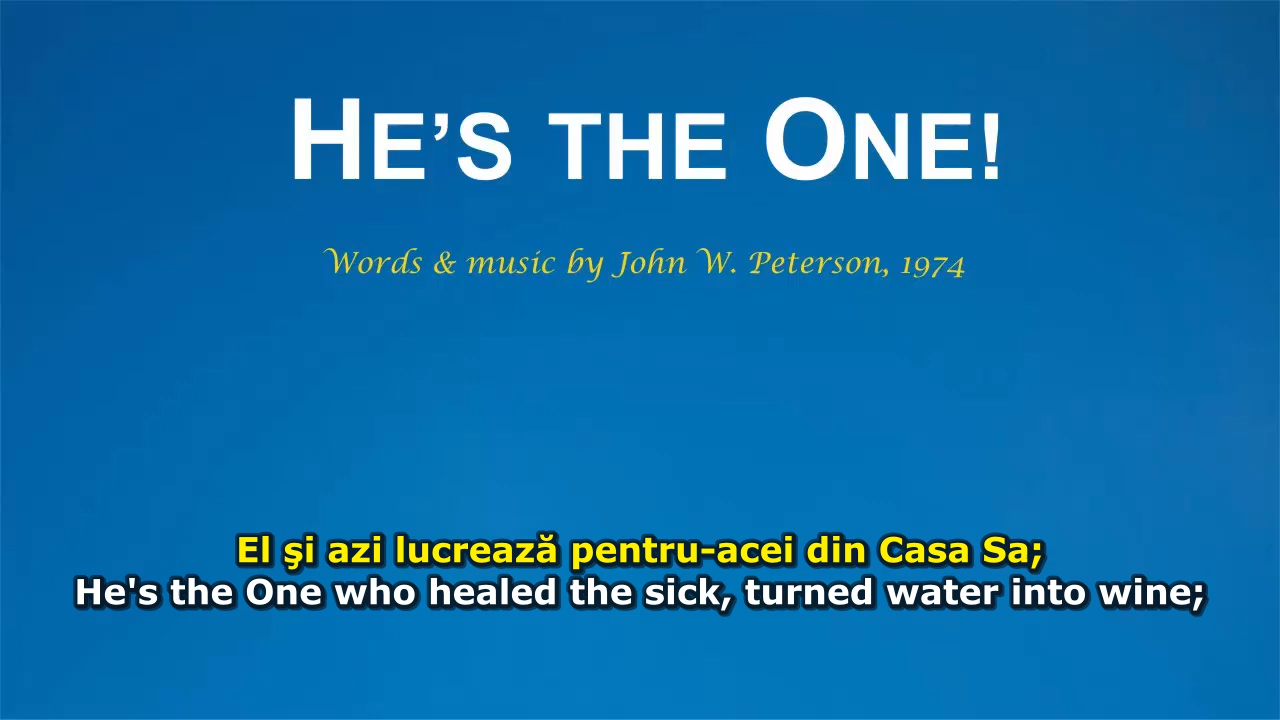 HE’S THE ONE!
Words & music by John W. Peterson, 1974
El şi azi lucrează pentru-acei din Casa Sa;
He's the One who healed the sick, turned water into wine;